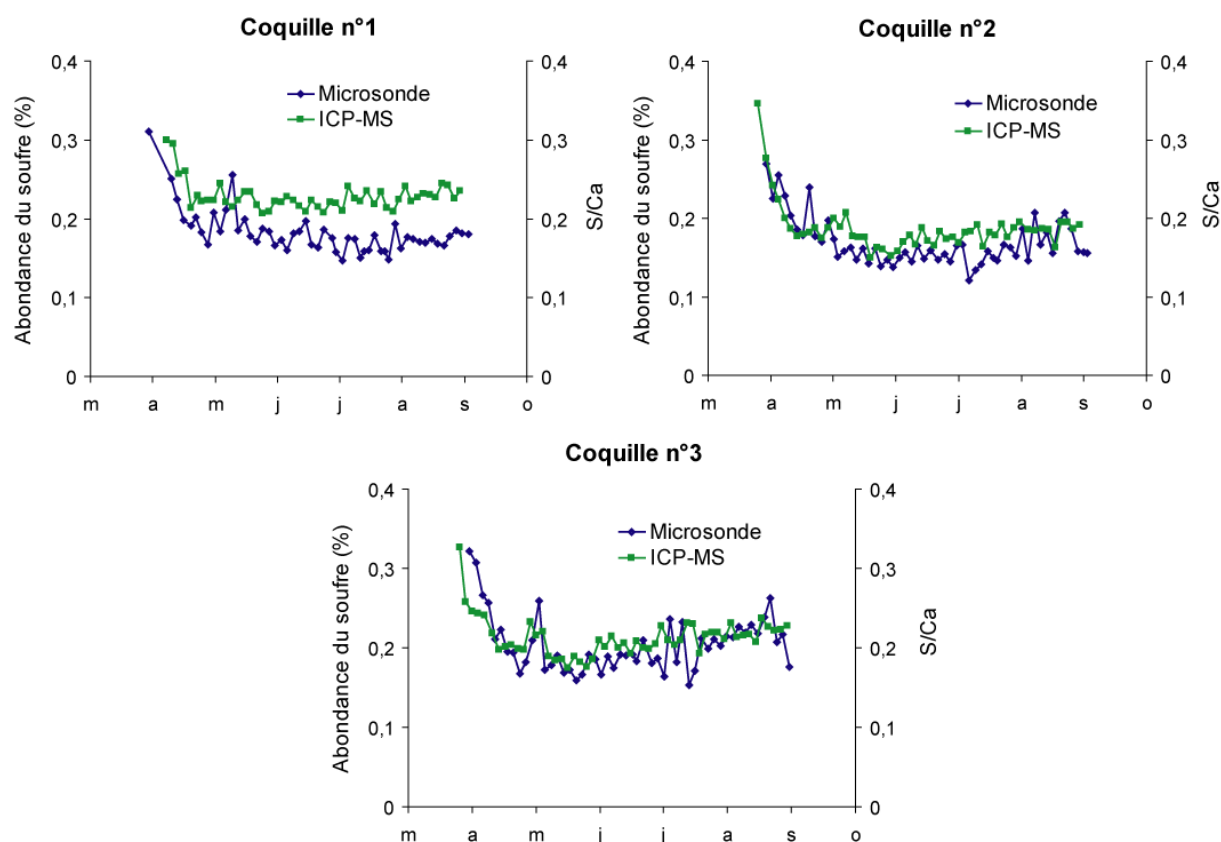 Coquille n°1
0,4
0,3
0,2
0,1
0
Abondance du soufre (%)
Microsonde
ICP-MS
0,4
0,3
0,2
0,1
0
S/Ca
m a m j j a s o
Coquille n°2
0,4
0,3
0,2
0,1
0
Abondance du soufre (%)
Microsonde
ICP-MS
0,4
0,3
0,2
0,1
0
S/Ca
m a m j j a s o
Coquille n°3
0,4
0,3
0,2
0,1
0
Abondance du soufre (%)
Microsonde
ICP-MS
0,4
0,3
0,2
0,1
0
S/Ca
m a m j j a s o